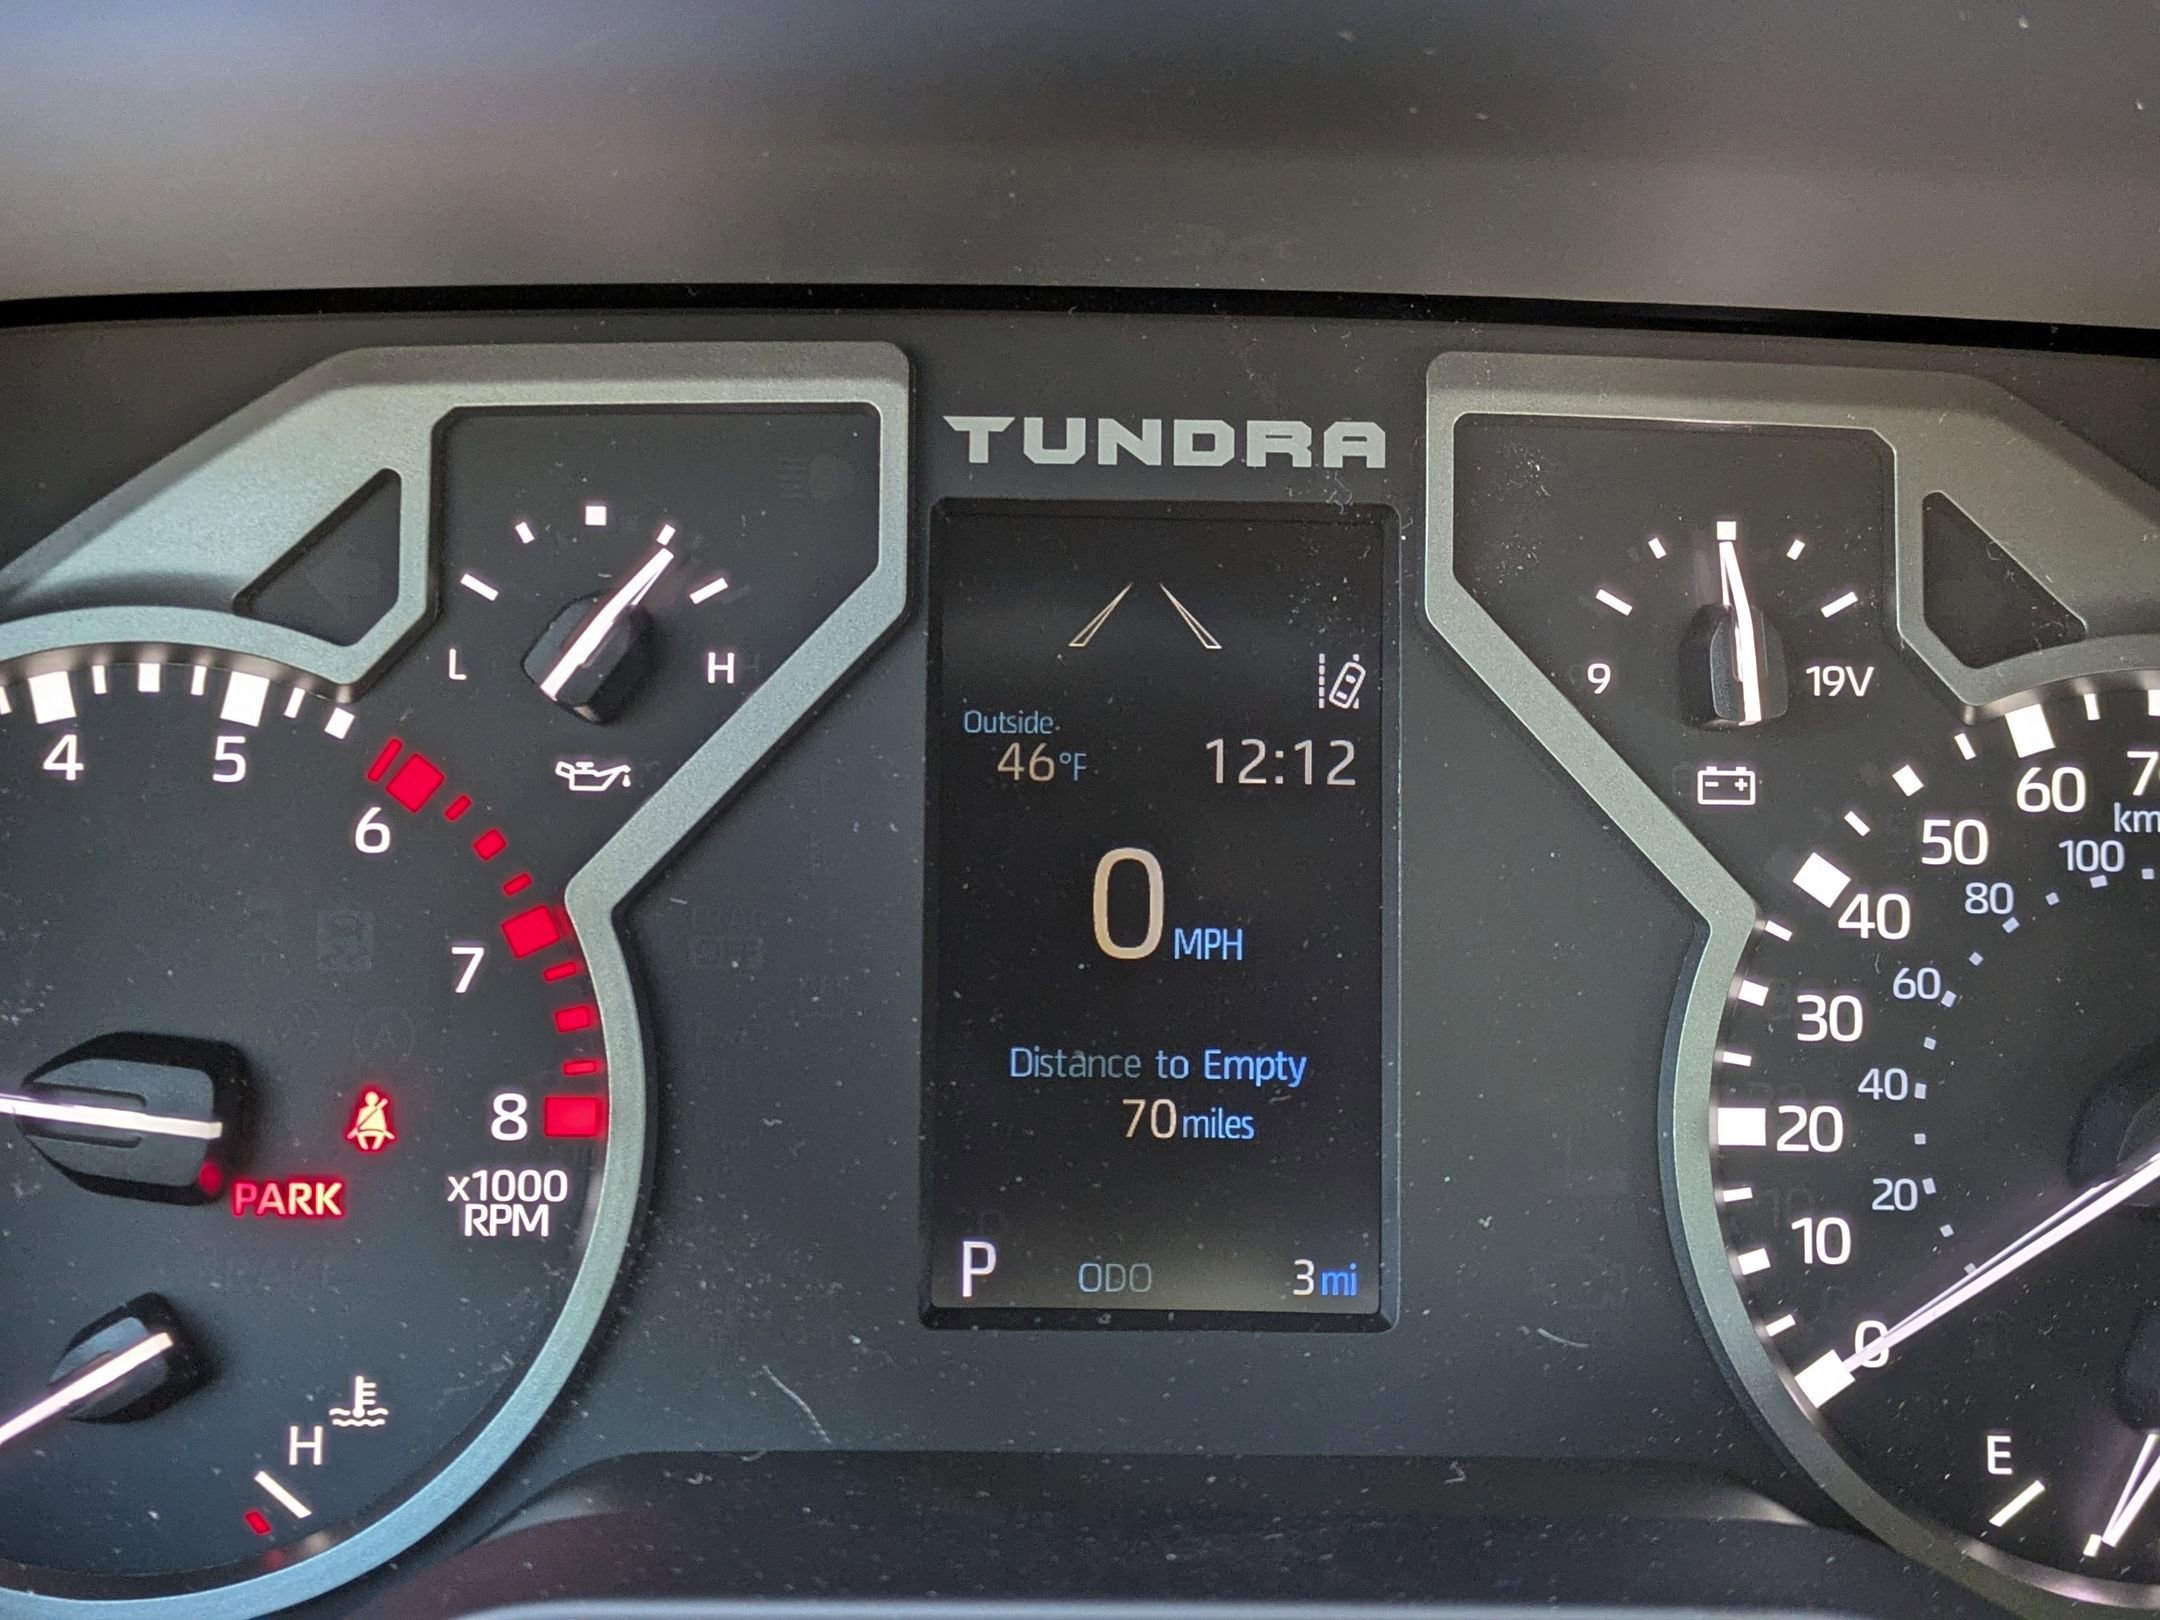 TUNDRA
L
H
9
19V
Outside
46°F
12:12
0 MPH
Distance to Empty
70 miles
P
ODO
3 mi
4
5
6
7
8
x1000
RPM
PARK
H
60
50
40
30
20
10
0
km
100
80
60
40
20
E